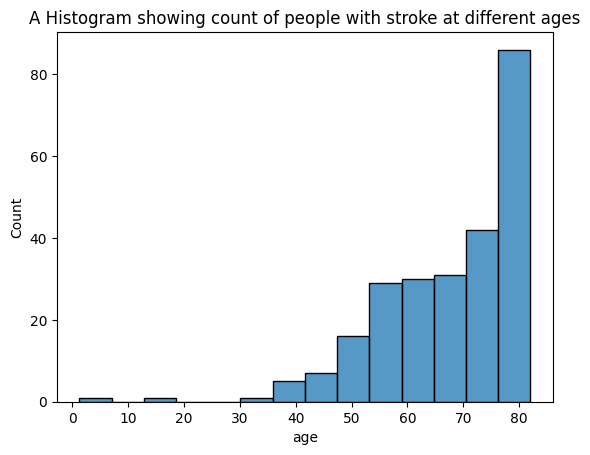 A Histogram showing count of people with stroke at different ages
80
60
40
20
0
Count
0 10 20 30 40 50 60 70 80
age